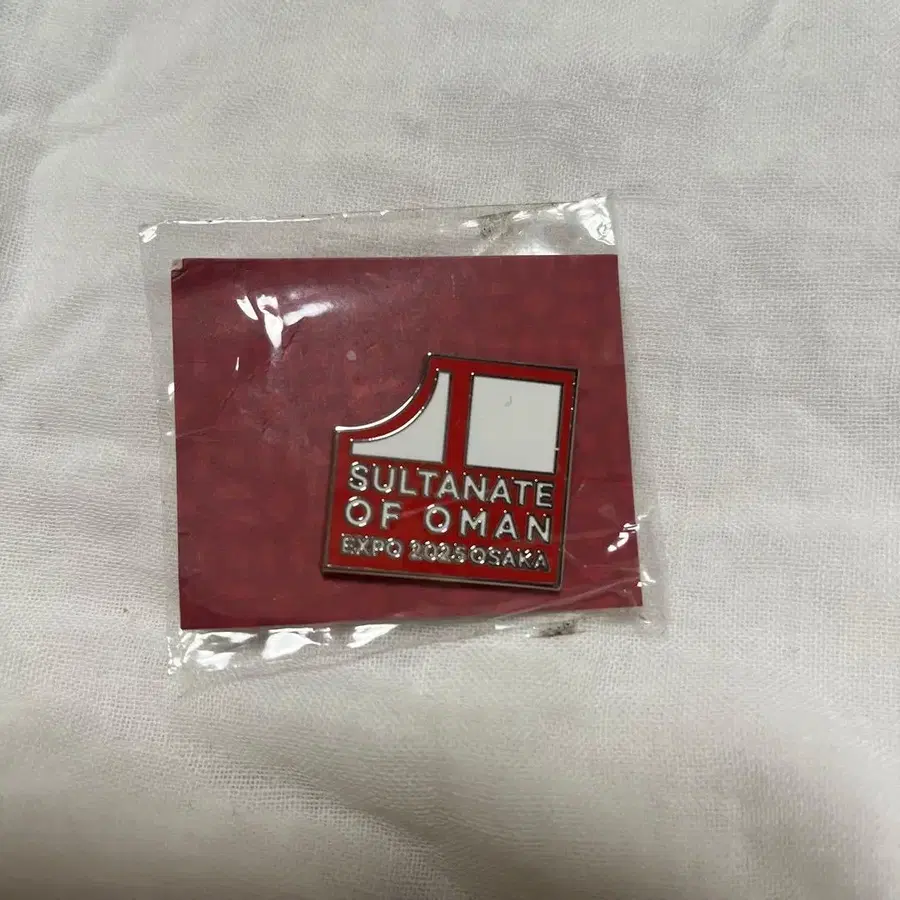 SULTANATE
OF OMAN
EXPO 2025 OSAKA